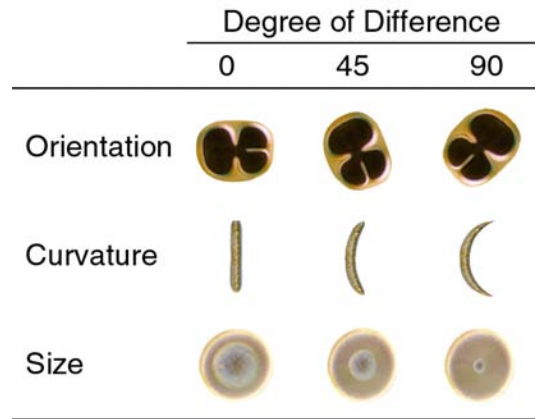 Degree of Difference
0 45 90
Orientation
Curvature
Size